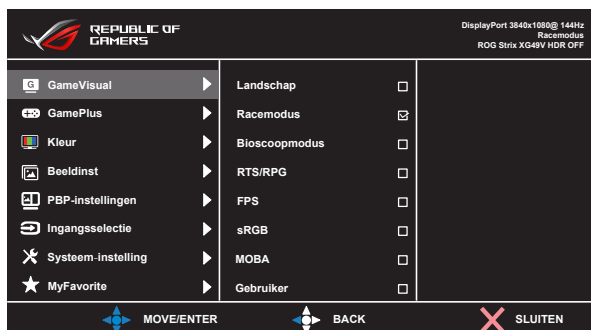 REPUBLIC OF
GAMERS
DisplayPort 3840x1080@ 144Hz
Racemodus
ROG Strix XG49V HDR OFF
G GameVisual
GamePlus
Kleur
Beeldinst
PBP-instellingen
Ingangsselectie
Systeem-instelling
MyFavorite
Landschap
Racemodus
Bioscoopmodus
RTS/RPG
FPS
sRGB
MOBA
Gebruiker
MOVE/ENTER
BACK
SLUITEN